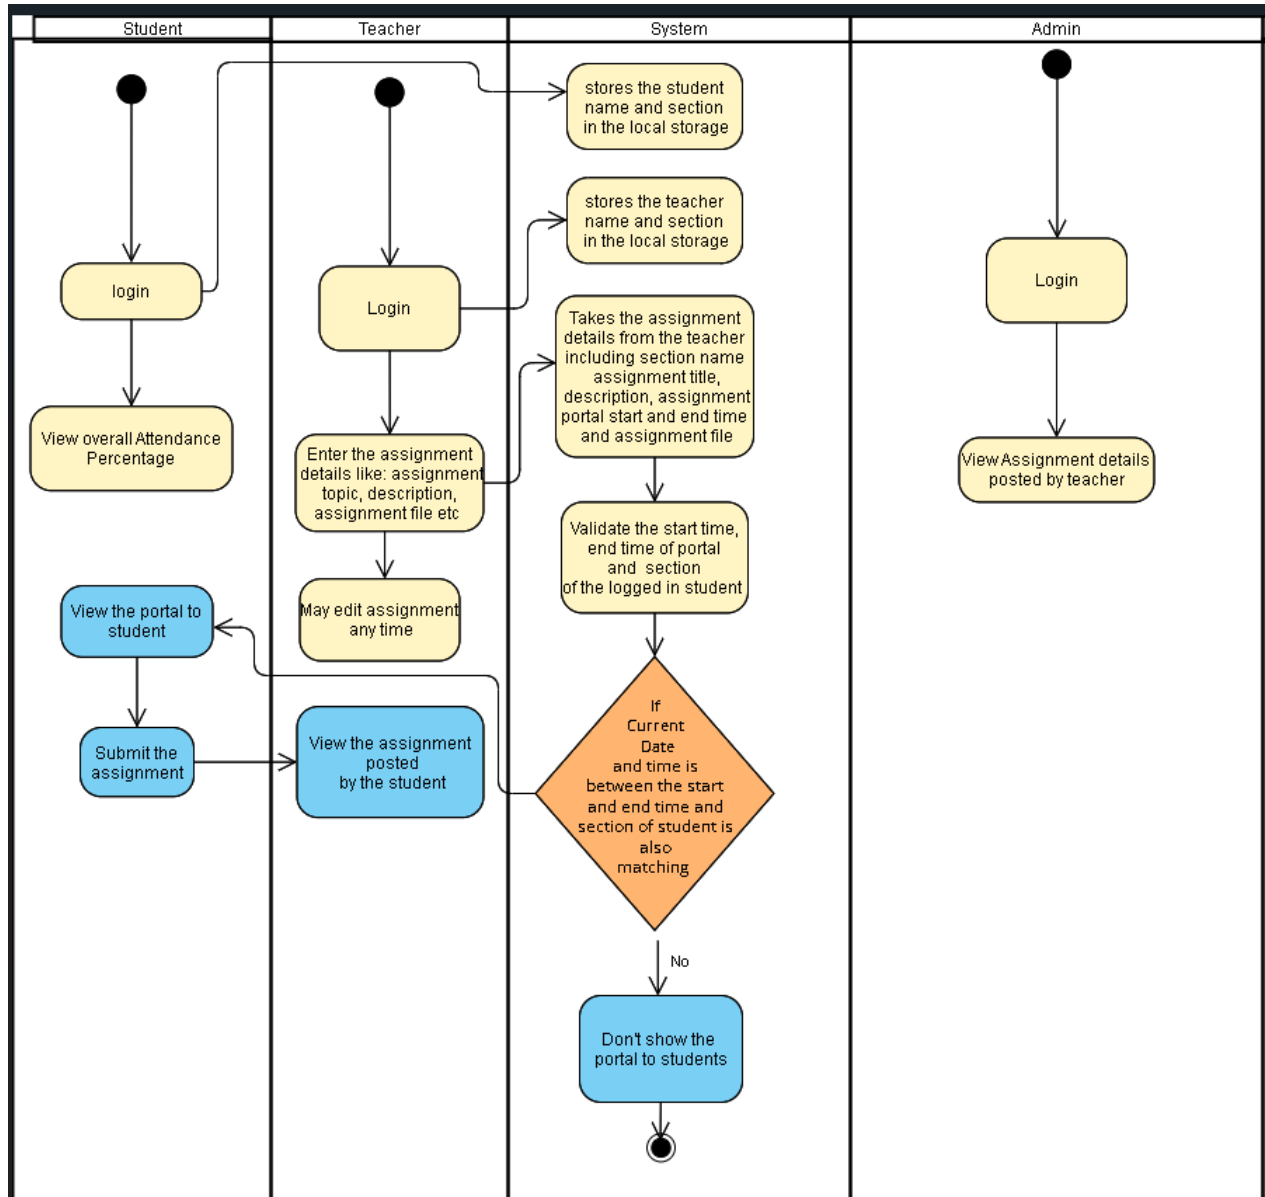 Student
Teacher
System
Admin
login
View overall Attendance
Percentage
View the portal to
student
Submit the
assignment
Login
Enter the assignment
details like: assignment
topic, description,
assignment file etc
May edit assignment
any time
View the assignment
posted
by the student
stores the student
name and section
in the local storage
stores the teacher
name and section
in the local storage
Takes the assignment
details from the teacher
including section name
assignment title,
description, assignment
portal start and end time
and assignment file
Validate the start time,
end time of portal
and section
of the logged in student
If
Current
Date
and time is
between the start
and end time and
section of student is
also
matching
No
Don't show the
portal to students
Login
View Assignment details
posted by teacher